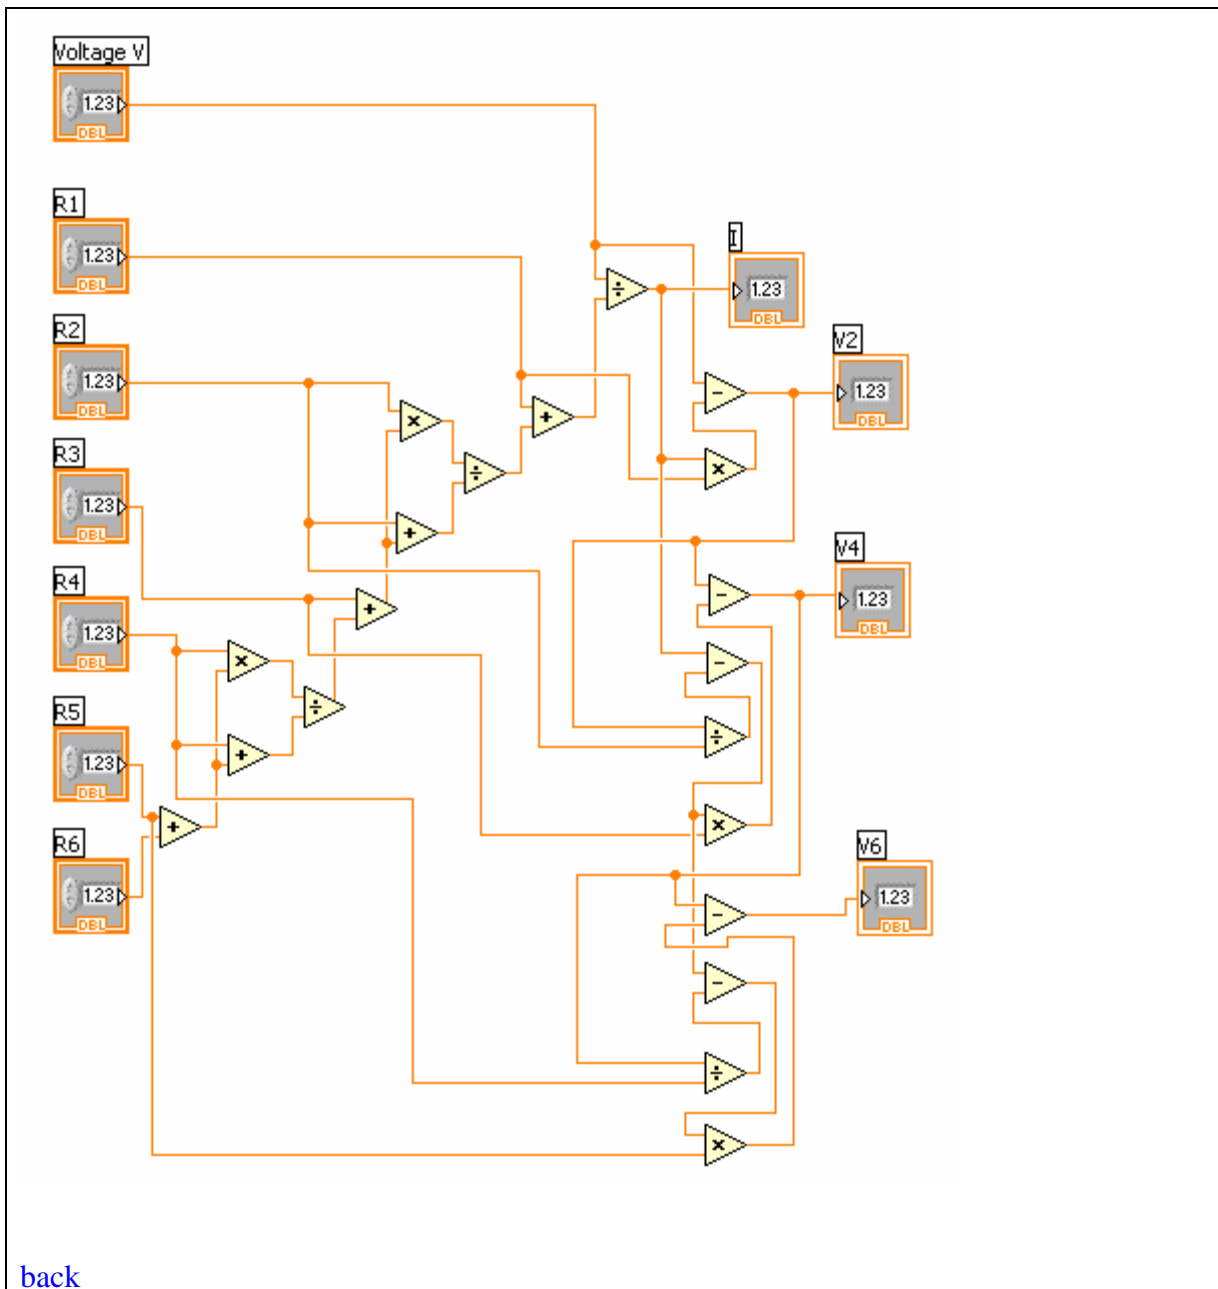 Voltage V
1.23
DBL
R1
1.23
DBL
I
1.23
DBL
R2
1.23
DBL
V2
1.23
DBL
÷
-
×
+
÷
×
R3
1.23
DBL
+
V4
1.23
DBL
-
R4
1.23
DBL
+
×
-
÷
R5
1.23
DBL
÷
+
+
×
R6
1.23
DBL
V6
1.23
DBL
-
-
÷
×
back